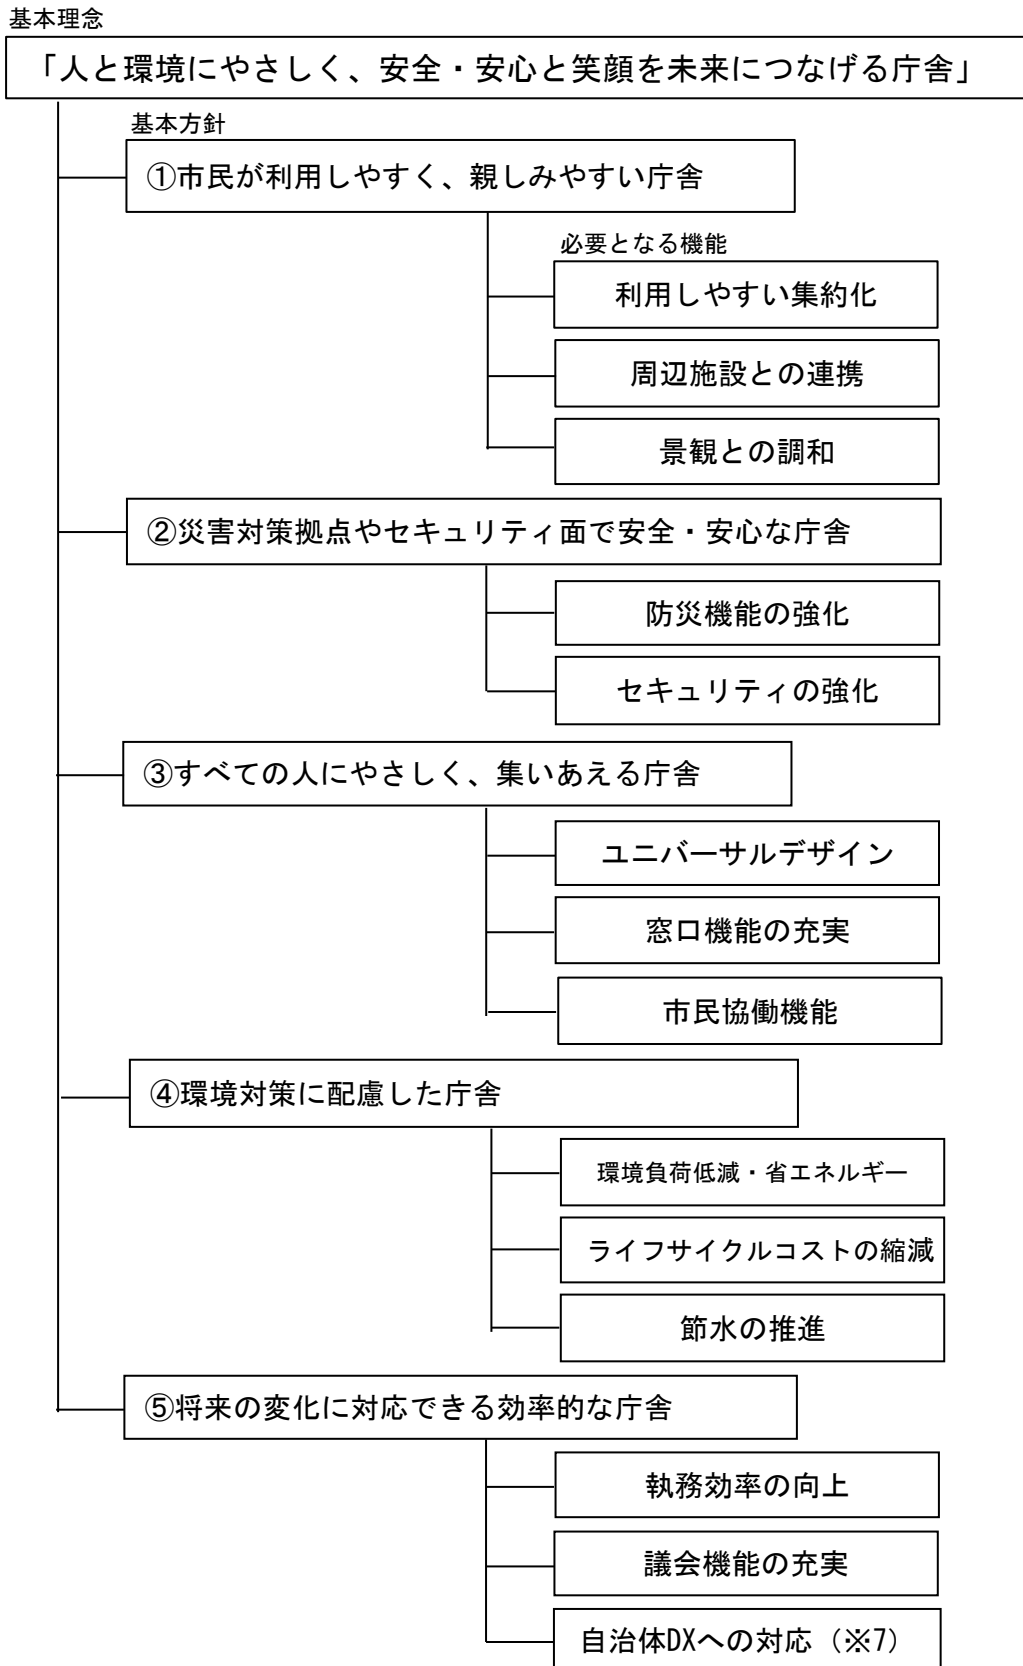 基本理念
「人と環境にやさしく、安全・安心と笑顔を未来につなげる庁舎」
基本方針
①市民が利用しやすく、親しみやすい庁舎
必要となる機能
利用しやすい集約化
周辺施設との連携
景観との調和
②災害対策拠点やセキュリティ面で安全・安心な庁舎
防災機能の強化
セキュリティの強化
③すべての人にやさしく、集いあえる庁舎
ユニバーサルデザイン
窓口機能の充実
市民協働機能
④環境対策に配慮した庁舎
環境負荷低減・省エネルギー
ライフサイクルコストの縮減
節水の推進
⑤将来の変化に対応できる効率的な庁舎
執務効率の向上
議会機能の充実
自治体DXへの対応（※7）